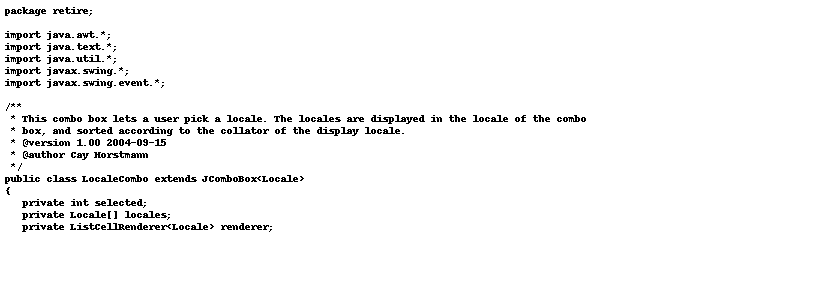 package retire;

import java.awt.*;
import java.text.*;
import java.util.*;
import javax.swing.*;
import javax.swing.event.*;

/**
 * This combo box lets a user pick a locale. The locales are displayed in the locale of the combo
 * box, and sorted according to the collator of the display locale.
 * @version 1.00 2004-09-15
 * @author Cay Horstmann
 */
public class LocaleCombo extends JComboBox<Locale>
{
   private int selected;
   private Locale[] locales;
   private ListCellRenderer<Locale> renderer;